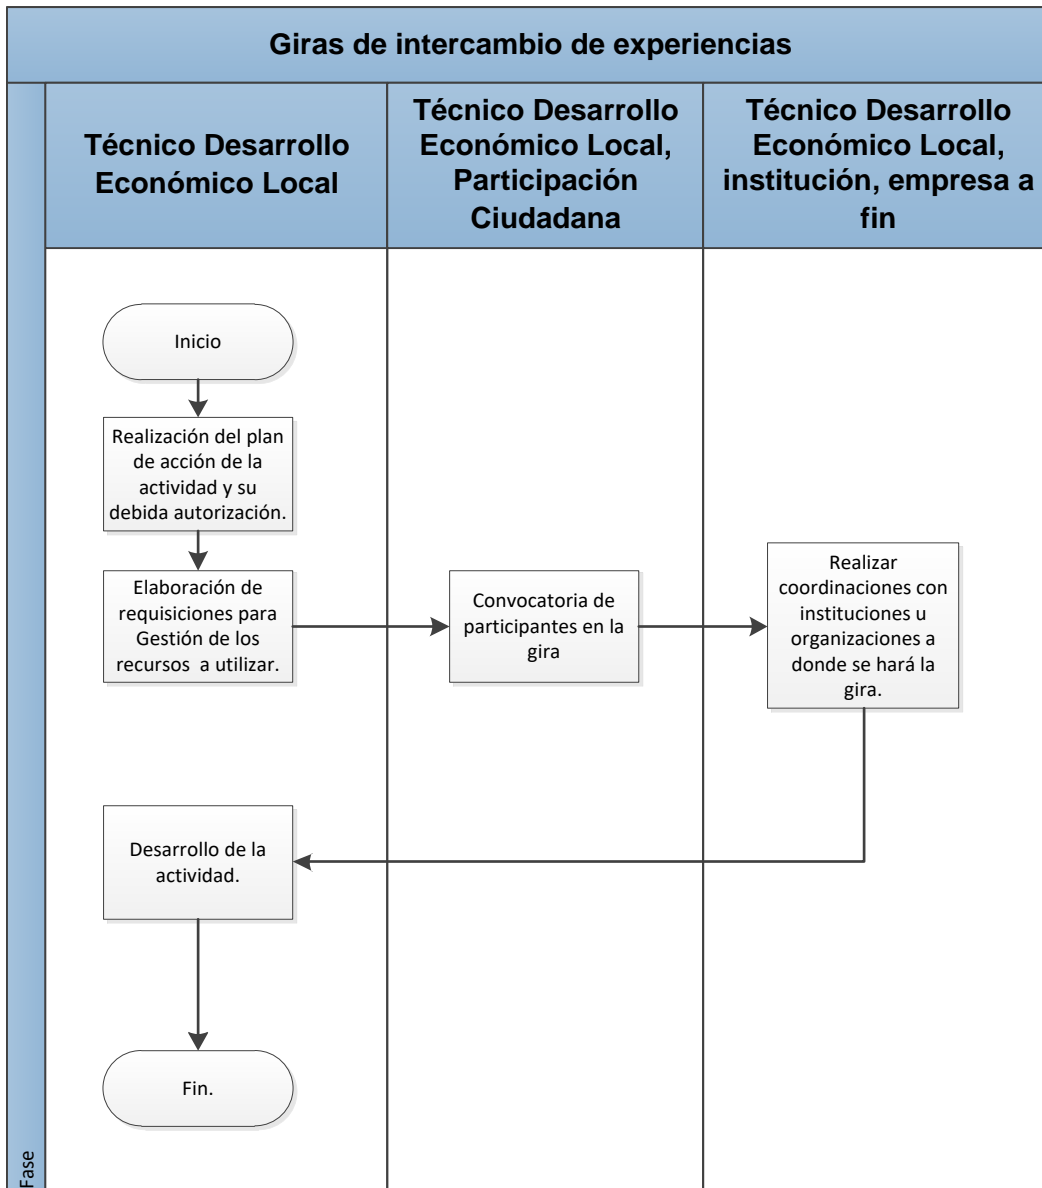 Giras de intercambio de experiencias
Técnico Desarrollo
Económico Local
Técnico Desarrollo
Económico Local,
Participación
Ciudadana
Técnico Desarrollo
Económico Local,
institución, empresa a
fin
Inicio
Realización del plan
de acción de la
actividad y su
debida autorización.
Elaboración de
requisiciones para
Gestión de los
recursos a utilizar.
Convocatoria de
participantes en la
gira
Realizar
coordinaciones con
instituciones u
organizaciones a
donde se hará la
gira.
Desarrollo de la
actividad.
Fin.
Fase